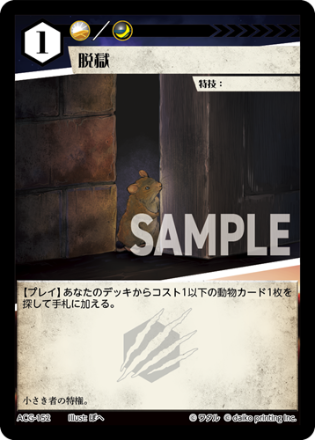 1
／
脱獄
特技：
SAMPLE
【プレイ】あなたのデッキからコスト1以下の動物カード1枚を
探して手札に加える。
小さき者の特権。
ACG-152 Illust: ぽへ © ワタル © daiko printing inc.